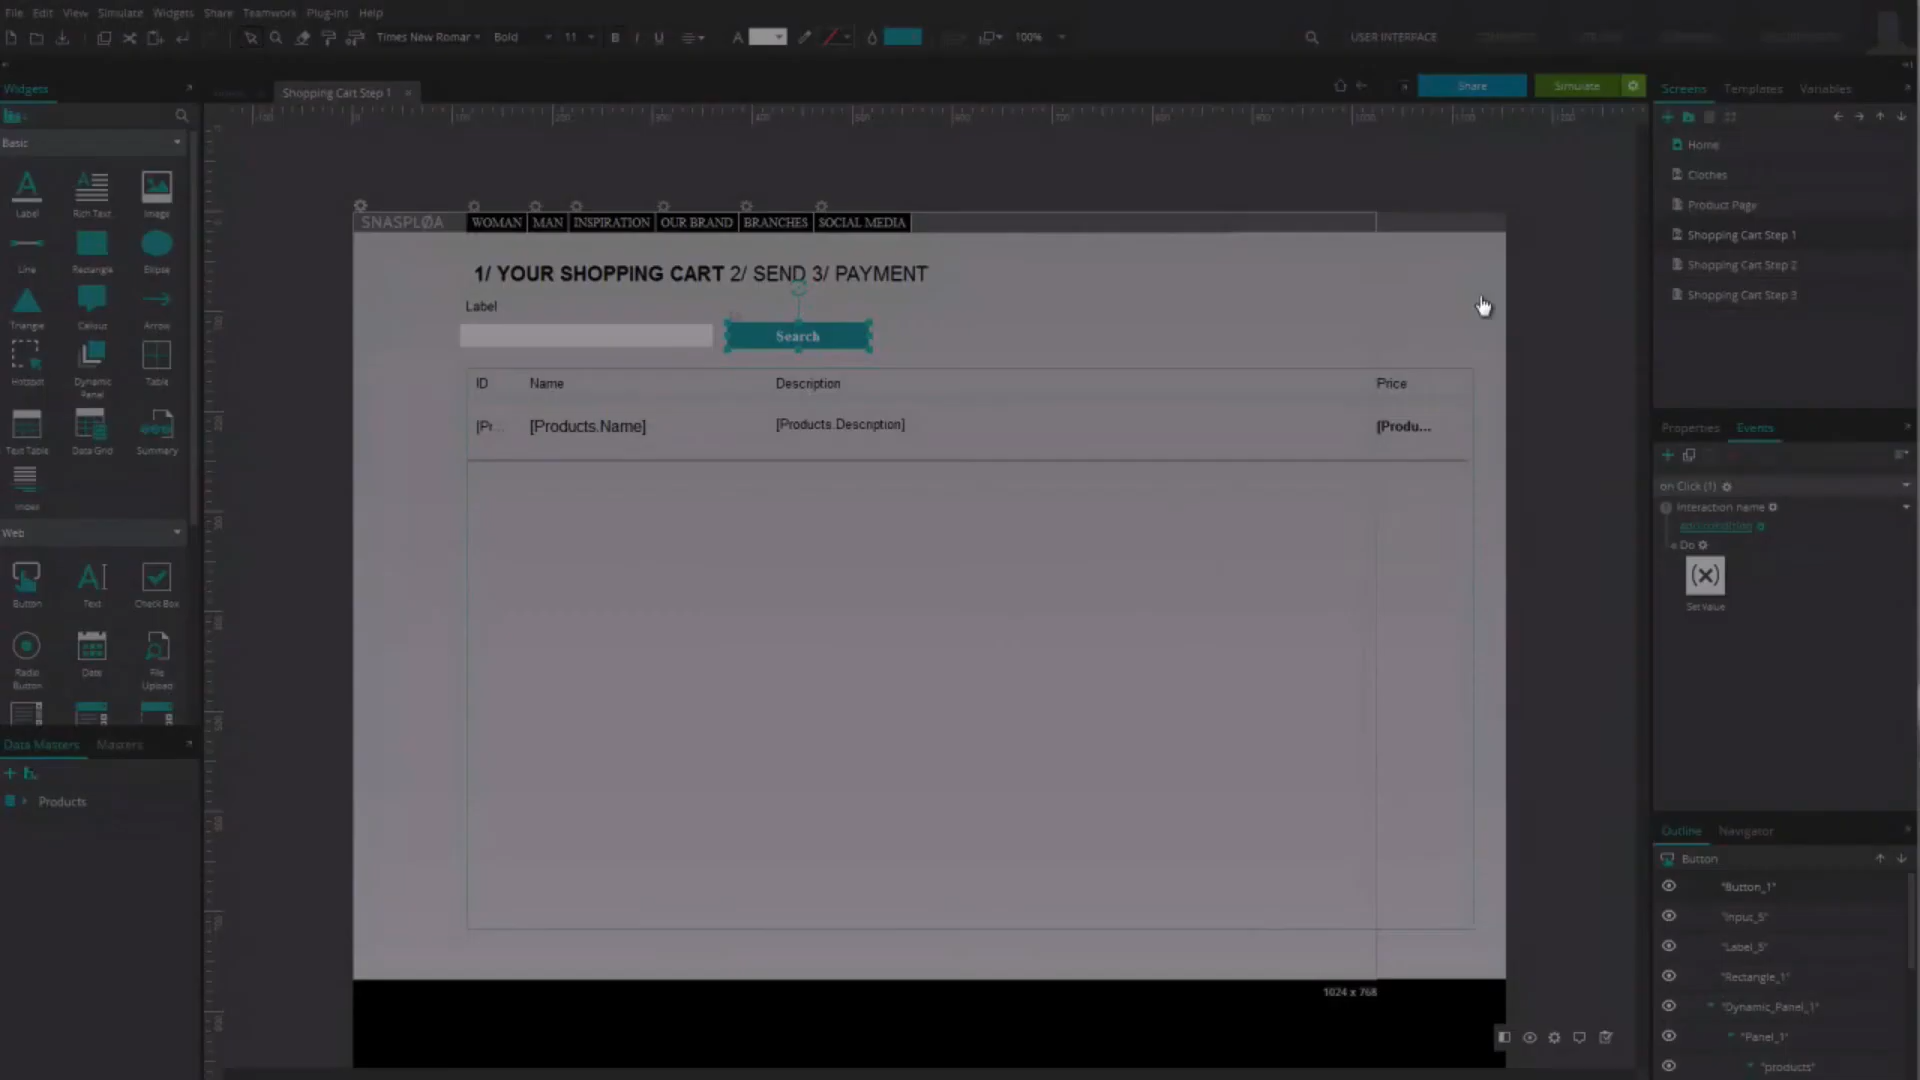 File Edit View Simulate Widgets Share Teamwork Plug-ins Help
Times New Roman Bold 11 B I U A 100% USER INTERFACE
Widgets
Shopping Cart Step 1
Share Simulate
Screens Templates Variables
Basic
Label Rich Text Image
Line Rectangle Ellipse
Triangle Callout Arrow
Hotspot Dynamic Panel Table
Text Table Data Grid Summary
Index
Web
Button Text Check Box
Radio Button Date File Upload
Data Masters Masters
Products
SNASPLØA WOMAN MAN INSPIRATION OUR BRAND BRANCHES SOCIAL MEDIA
1/ YOUR SHOPPING CART 2/ SEND 3/ PAYMENT
Label
Search
ID Name Description Price
[Pr... [Products.Name] [Products.Description] [Produ...
1024 x 768
Home
Clothes
Product Page
Shopping Cart Step 1
Shopping Cart Step 2
Shopping Cart Step 3
Properties Events
on Click (1)
Interaction name
add condition
Do
(x)
Set Value
Outline Navigator
Button
"Button_1"
"Input_5"
"Label_5"
"Rectangle_1"
"Dynamic_Panel_1"
"Panel_1"
"products"